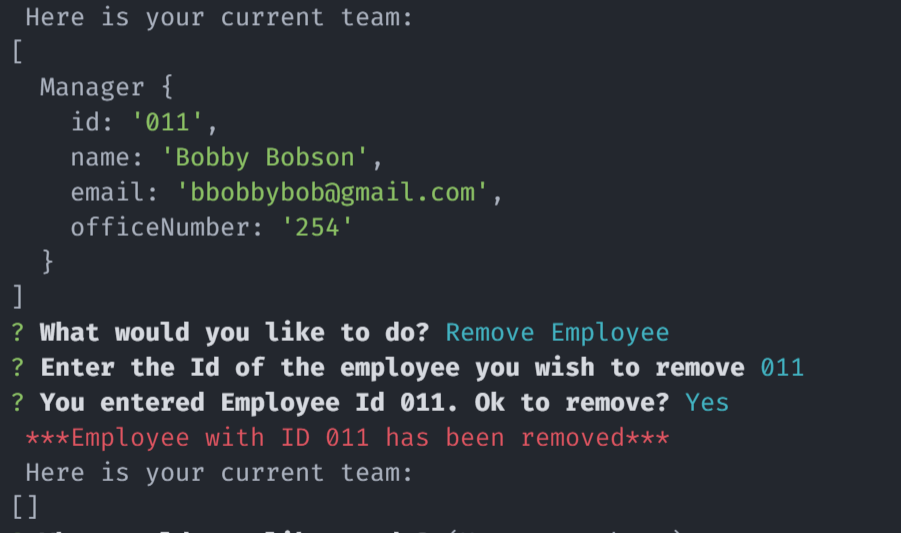 Here is your current team:
[
Manager {
id: '011',
name: 'Bobby Bobson',
email: 'bbobbybob@gmail.com',
officeNumber: '254'
}
]
? What would you like to do? Remove Employee
? Enter the Id of the employee you wish to remove 011
? You entered Employee Id 011. Ok to remove? Yes
***Employee with ID 011 has been removed***
Here is your current team:
[]